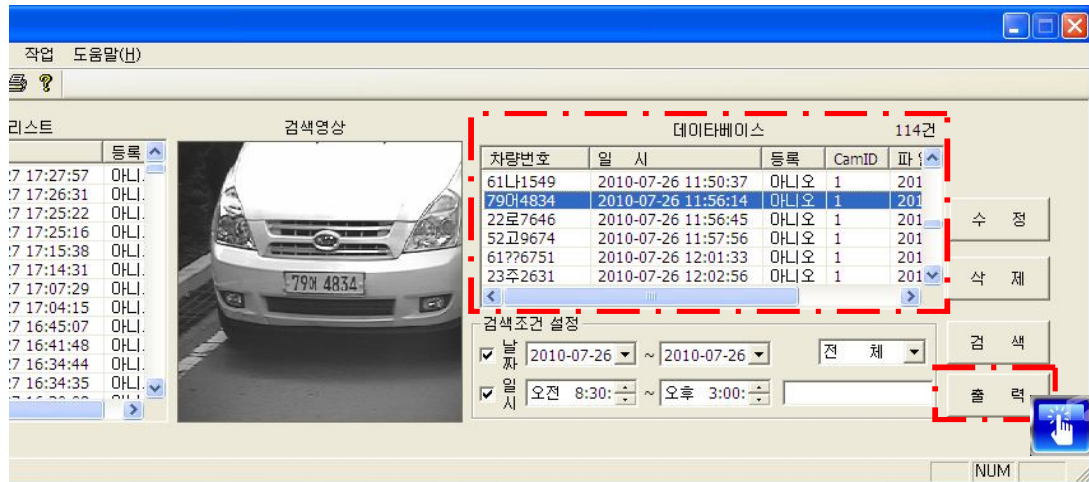 작업 도움말(H)
리스트
검색영상
데이타베이스 114건
등록
27 17:27:57 아니
27 17:26:31 아니
27 17:25:22 아니
27 17:25:16 아니
27 17:15:38 아니
27 17:14:31 아니
27 17:07:29 아니
27 17:04:15 아니
27 16:45:07 아니
27 16:41:48 아니
27 16:34:44 아니
27 16:34:35 아니
79어 4834
차량번호 일 시 등록 CamID 파일
61나1549 2010-07-26 11:50:37 아니오 1 201
79어4834 2010-07-26 11:56:14 아니오 1 201
22로7646 2010-07-26 11:56:45 아니오 1 201
52고9674 2010-07-26 11:57:56 아니오 1 201
61??6751 2010-07-26 12:01:33 아니오 1 201
23주2631 2010-07-26 12:02:56 아니오 1 201
검색조건 설정
날짜 2010-07-26 ~ 2010-07-26 전 체
일시 오전 8:30: ~ 오후 3:00:
수 정
삭 제
검 색
출 력
NUM